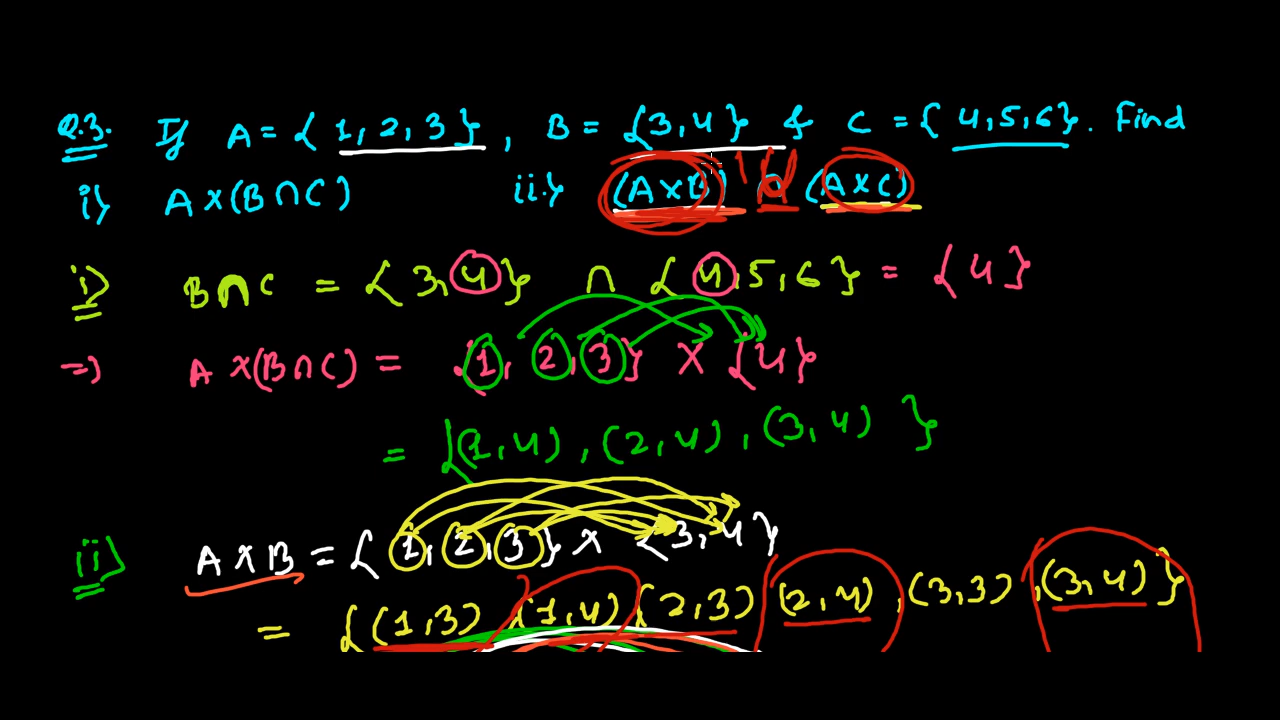 Q.3. If A = {1,2,3}, B = {3,4} & C = {4,5,6}. Find
i) A×(B∩C) ii) (A×B) ∩ (A×C)
i) B∩C = {3,4} ∩ {4,5,6} = {4}
=) A×(B∩C) = {1,2,3} × {4}
= {(1,4),(2,4),(3,4)}
ii) A×B = {1,2,3} × {3,4}
= {(1,3),(1,4),(2,3),(2,4),(3,3),(3,4)}